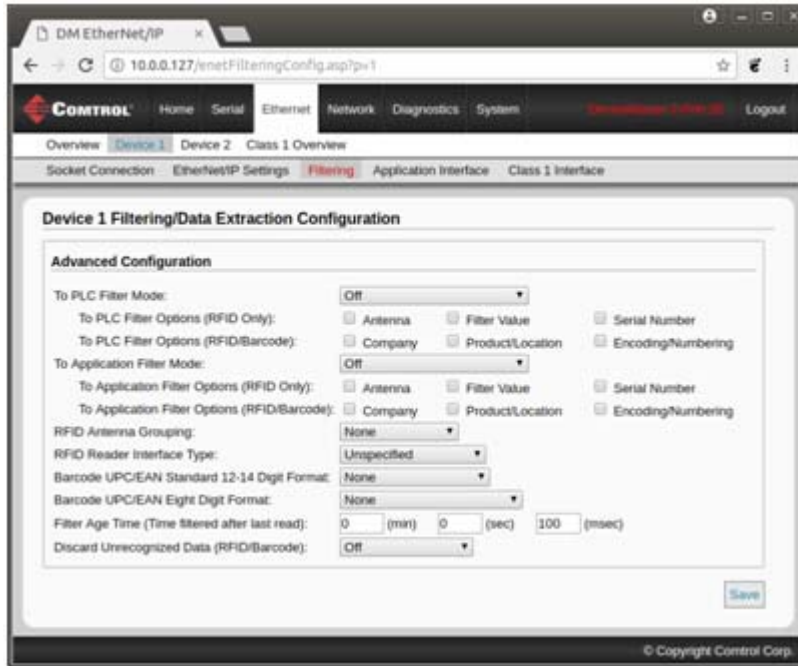 DM EtherNet/IP
10.0.0.127/enetFilteringConfig.asp?p=1
COMTROL Home Serial Ethernet Network Diagnostics System Logout
Overview Device 1 Device 2 Class 1 Overview
Socket Connection EtherNet/IP Settings Filtering Application Interface Class 1 Interface
Device 1 Filtering/Data Extraction Configuration
Advanced Configuration
To PLC Filter Mode: Off
To PLC Filter Options (RFID Only): Antenna Filter Value Serial Number
To PLC Filter Options (RFID/Barcode): Company Product/Location Encoding/Numbering
To Application Filter Mode: Off
To Application Filter Options (RFID Only): Antenna Filter Value Serial Number
To Application Filter Options (RFID/Barcode): Company Product/Location Encoding/Numbering
RFID Antenna Grouping: None
RFID Reader Interface Type: Unspecified
Barcode UPC/EAN Standard 12-14 Digit Format: None
Barcode UPC/EAN Eight Digit Format: None
Filter Age Time (Time filtered after last read): 0 (min) 0 (sec) 100 (msec)
Discard Unrecognized Data (RFID/Barcode): Off
Save
© Copyright Comtrol Corp.